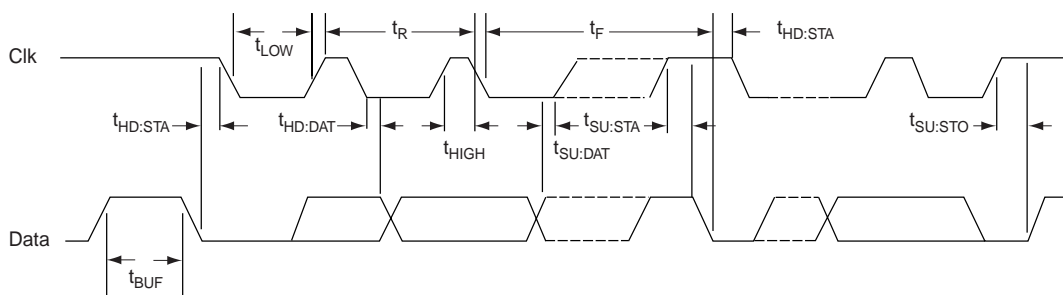 tLOW
tR
tF
tHD:STA
Clk
tHD:STA
tHD:DAT
tHIGH
tSU:DAT
tSU:STA
tSU:STO
Data
tBUF